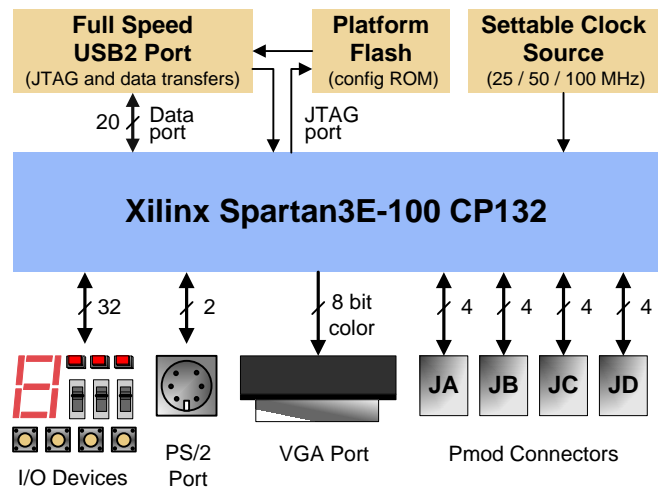 Full Speed
USB2 Port
(JTAG and data transfers)
Platform
Flash
(config ROM)
Settable Clock
Source
(25 / 50 / 100 MHz)
20
Data
port
JTAG
port
Xilinx Spartan3E-100 CP132
32
2
8 bit
color
4
4
4
4
JA
JB
JC
JD
I/O Devices
PS/2
Port
VGA Port
Pmod Connectors